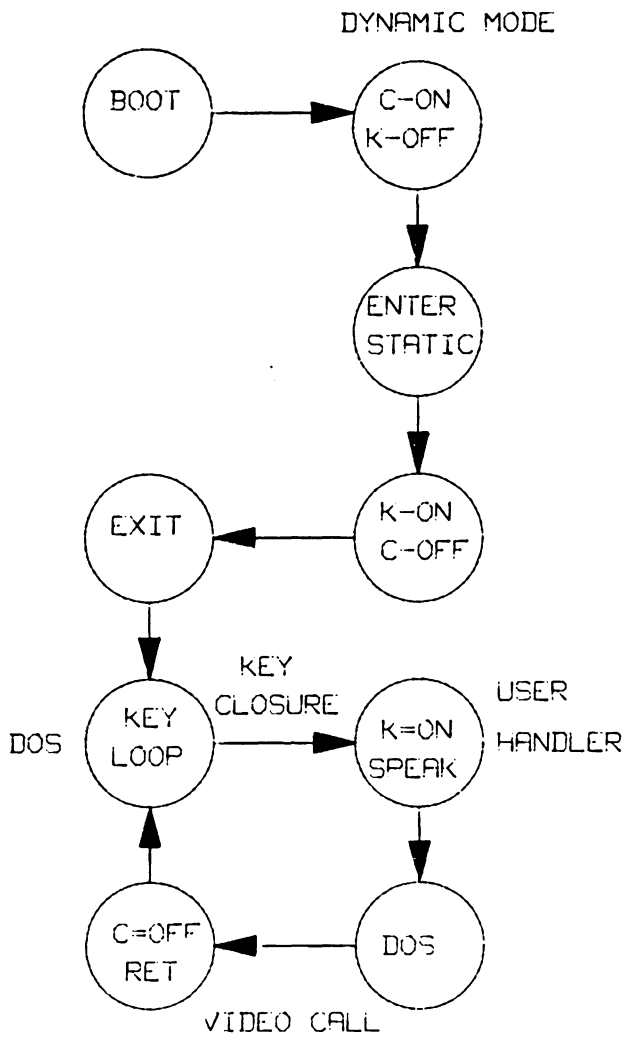 DYNAMIC MODE
BOOT
C-ON
K-OFF
ENTER
STATIC
EXIT
K-ON
C-OFF
KEY
CLOSURE
USER
HANDLER
DOS
KEY
LOOP
K=ON
SPEAK
C=OFF
RET
DOS
VIDEO CALL